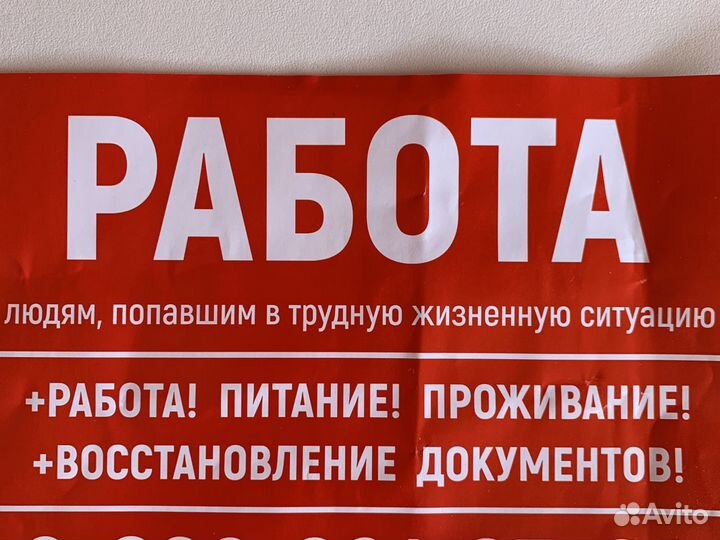 РАБОТА
людям, попавшим в трудную жизненную ситуацию
+РАБОТА! ПИТАНИЕ! ПРОЖИВАНИЕ!
+ВОССТАНОВЛЕНИЕ ДОКУМЕНТОВ!
Avito